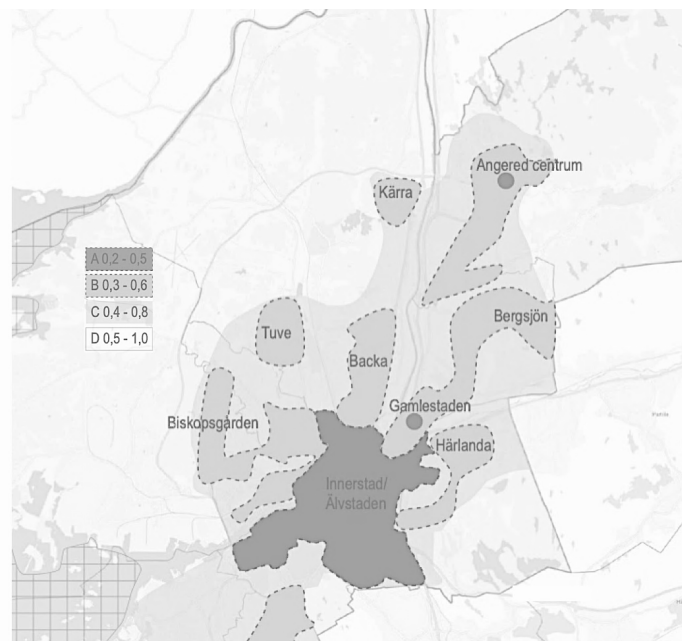 Angered centrum
Kärra
A 0,2 - 0,5
B 0,3 - 0,6
C 0,4 - 0,8
D 0,5 - 1,0
Bergsjön
Tuve
Backa
Gamlestaden
Biskopsgården
Härlanda
Innerstad/
Älvstaden